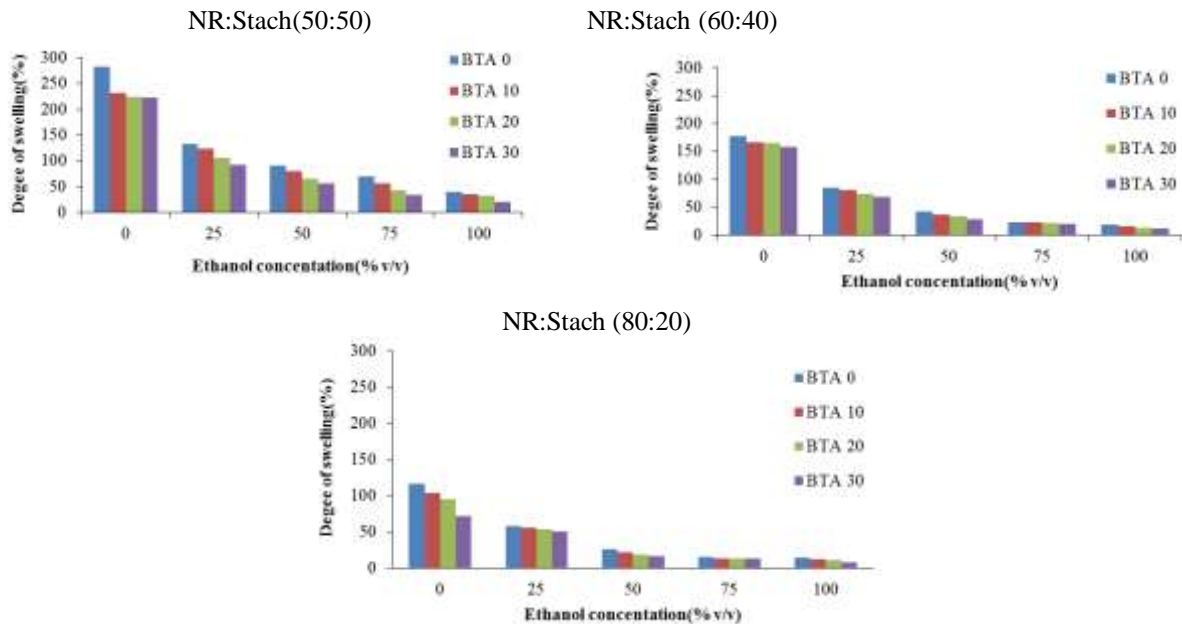 NR:Stach(50:50)
NR:Stach (60:40)
Degee of swelling(%)
300
250
200
150
100
50
0
BTA 0
BTA 10
BTA 20
BTA 30
0 25 50 75 100
Ethanol concentation(% v/v)
Degee of swelling(%)
300
250
200
150
100
50
0
BTA 0
BTA 10
BTA 20
BTA 30
0 25 50 75 100
Ethanol concentation(% v/v)
NR:Stach (80:20)
Degee of swelling(%)
300
250
200
150
100
50
0
BTA 0
BTA 10
BTA 20
BTA 30
0 25 50 75 100
Ethanol concentation(% v/v)